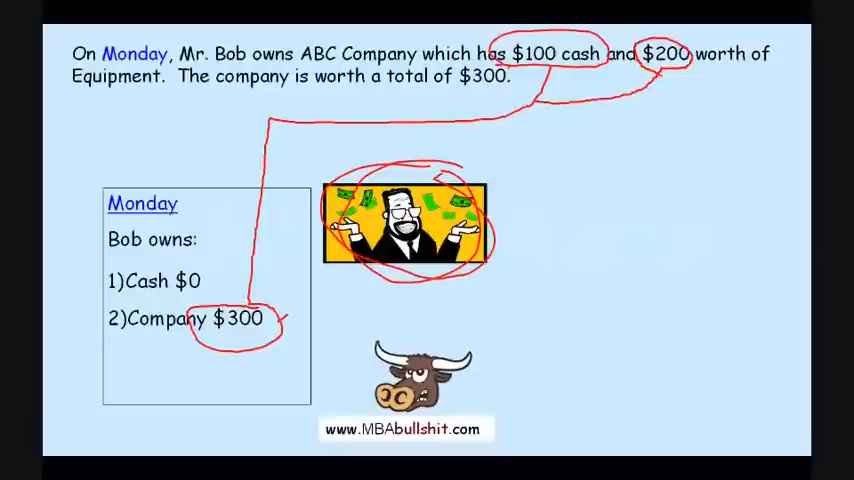 On Monday, Mr. Bob owns ABC Company which has $100 cash and $200 worth of
Equipment. The company is worth a total of $300.
Monday
Bob owns:
1)Cash $0
2)Company $300
www.MBAbullshit.com